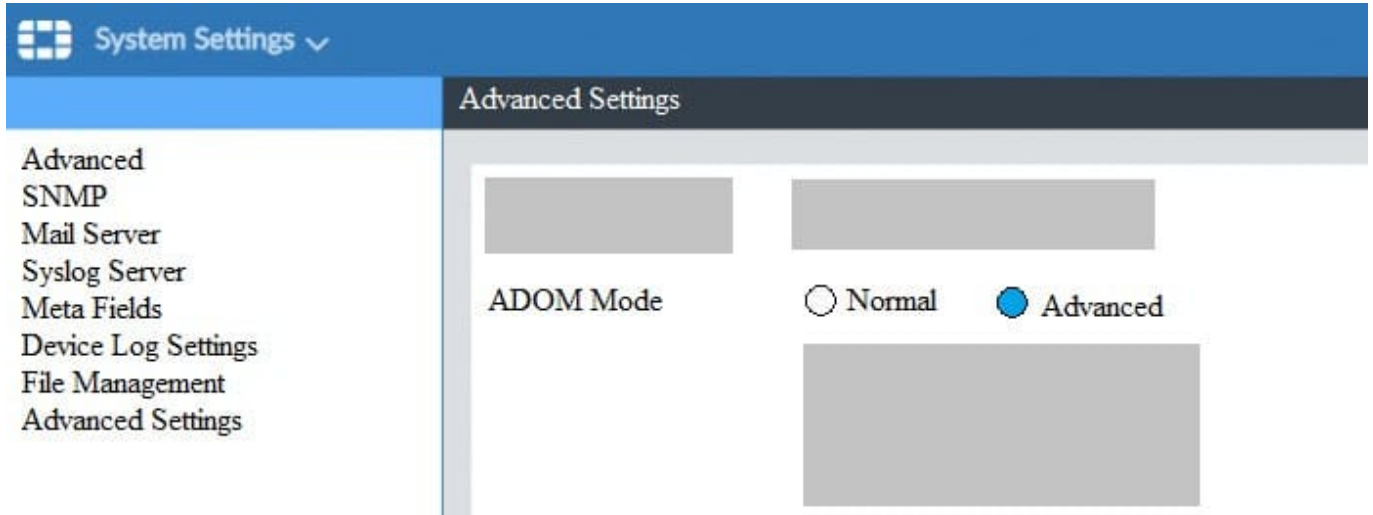 System Settings
Advanced Settings
Advanced
SNMP
Mail Server
Syslog Server
Meta Fields
Device Log Settings
File Management
Advanced Settings
ADOM Mode Normal Advanced